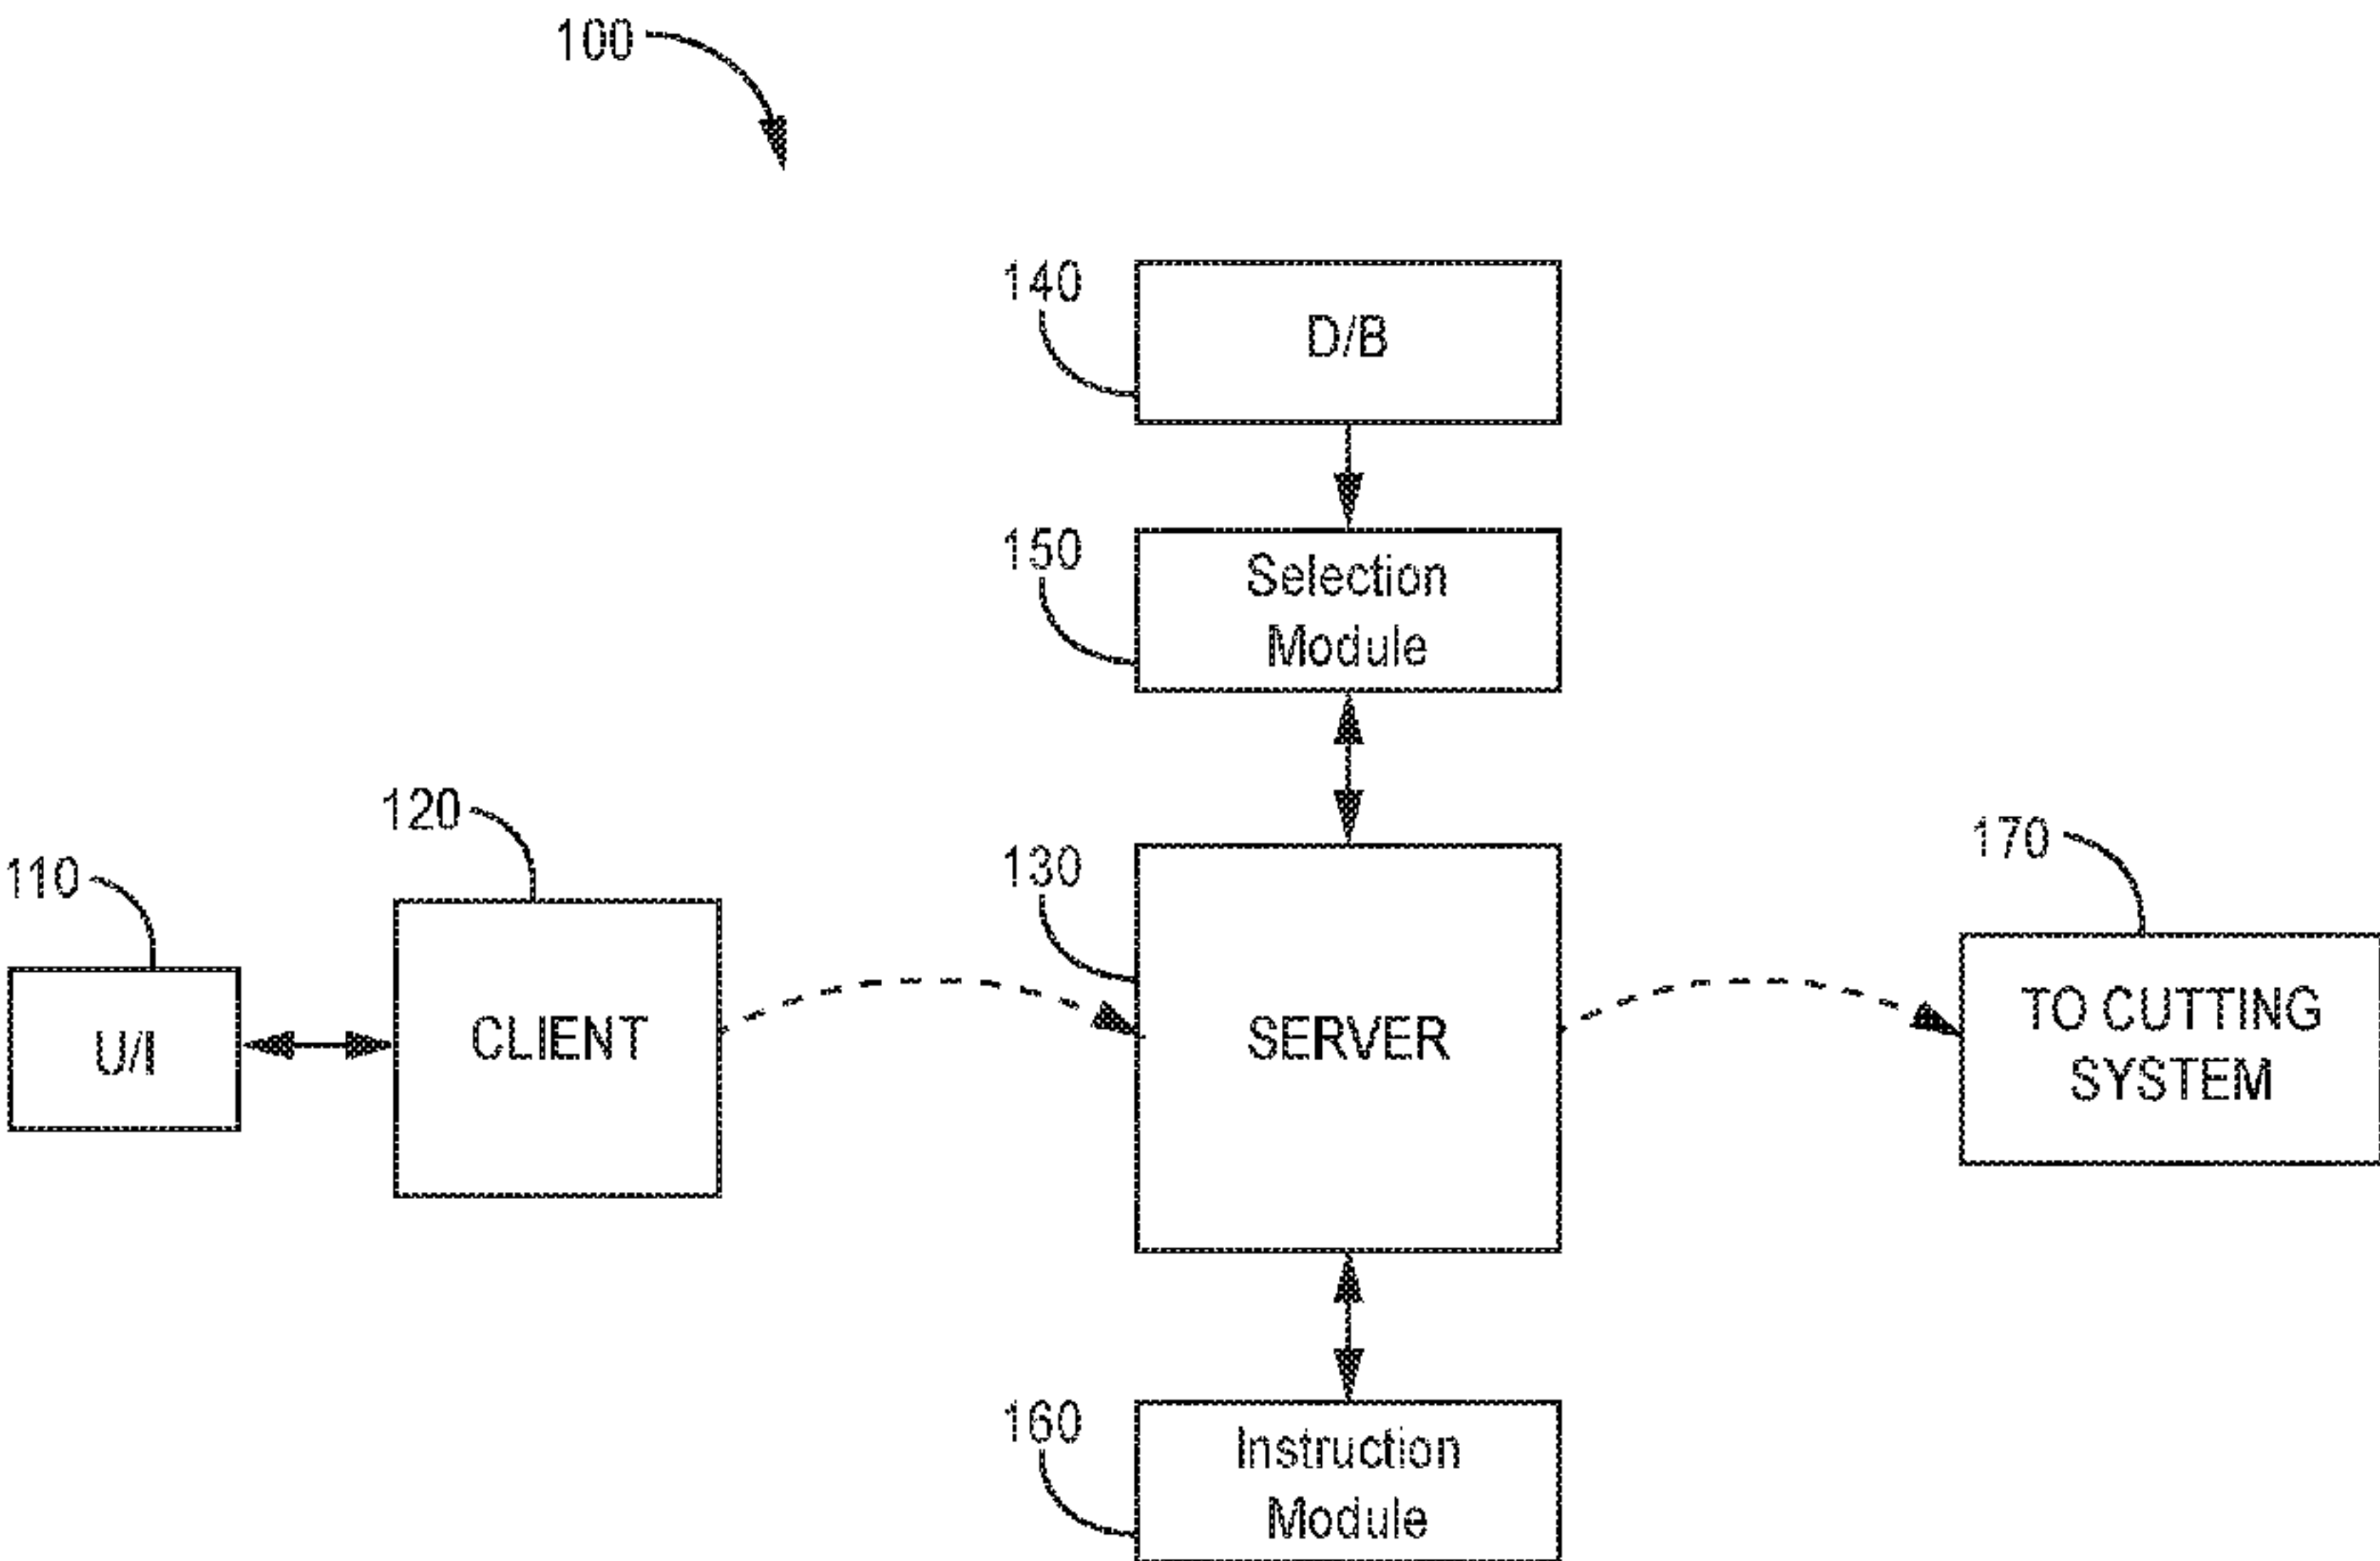 100
140
D/B
150
Selection
Module
120
110
130
170
U/I
CLIENT
SERVER
TO CUTTING
SYSTEM
160
Instruction
Module